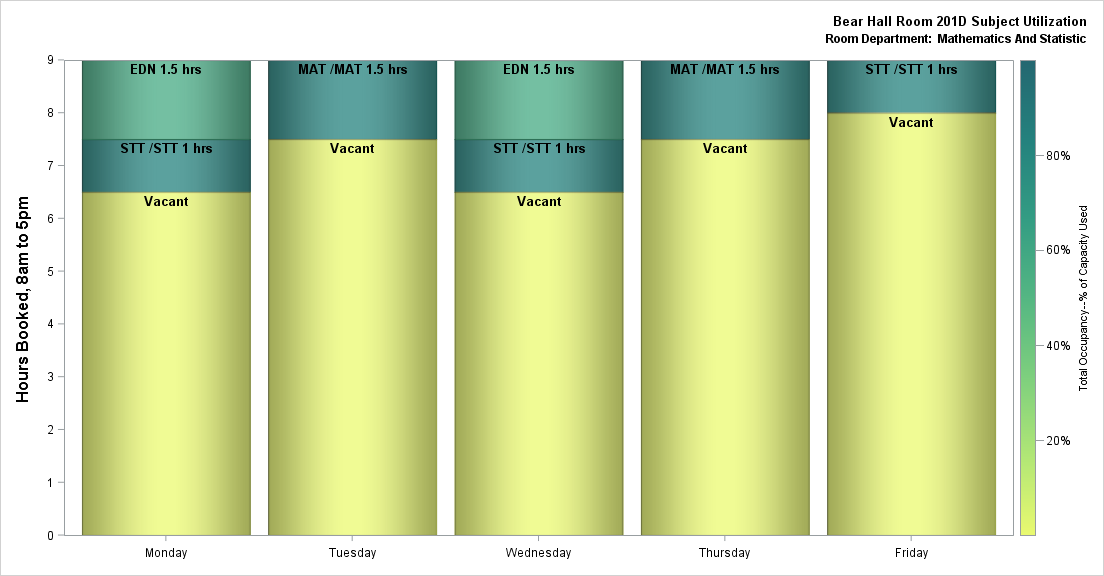 Bear Hall Room 201D Subject Utilization
Room Department: Mathematics And Statistic
Hours Booked, 8am to 5pm
9
8
7
6
5
4
3
2
1
0
EDN 1.5 hrs
STT /STT 1 hrs
Vacant
MAT /MAT 1.5 hrs
Vacant
EDN 1.5 hrs
STT /STT 1 hrs
Vacant
MAT /MAT 1.5 hrs
Vacant
STT /STT 1 hrs
Vacant
Monday
Tuesday
Wednesday
Thursday
Friday
80%
60%
40%
20%
Total Occupancy--% of Capacity Used